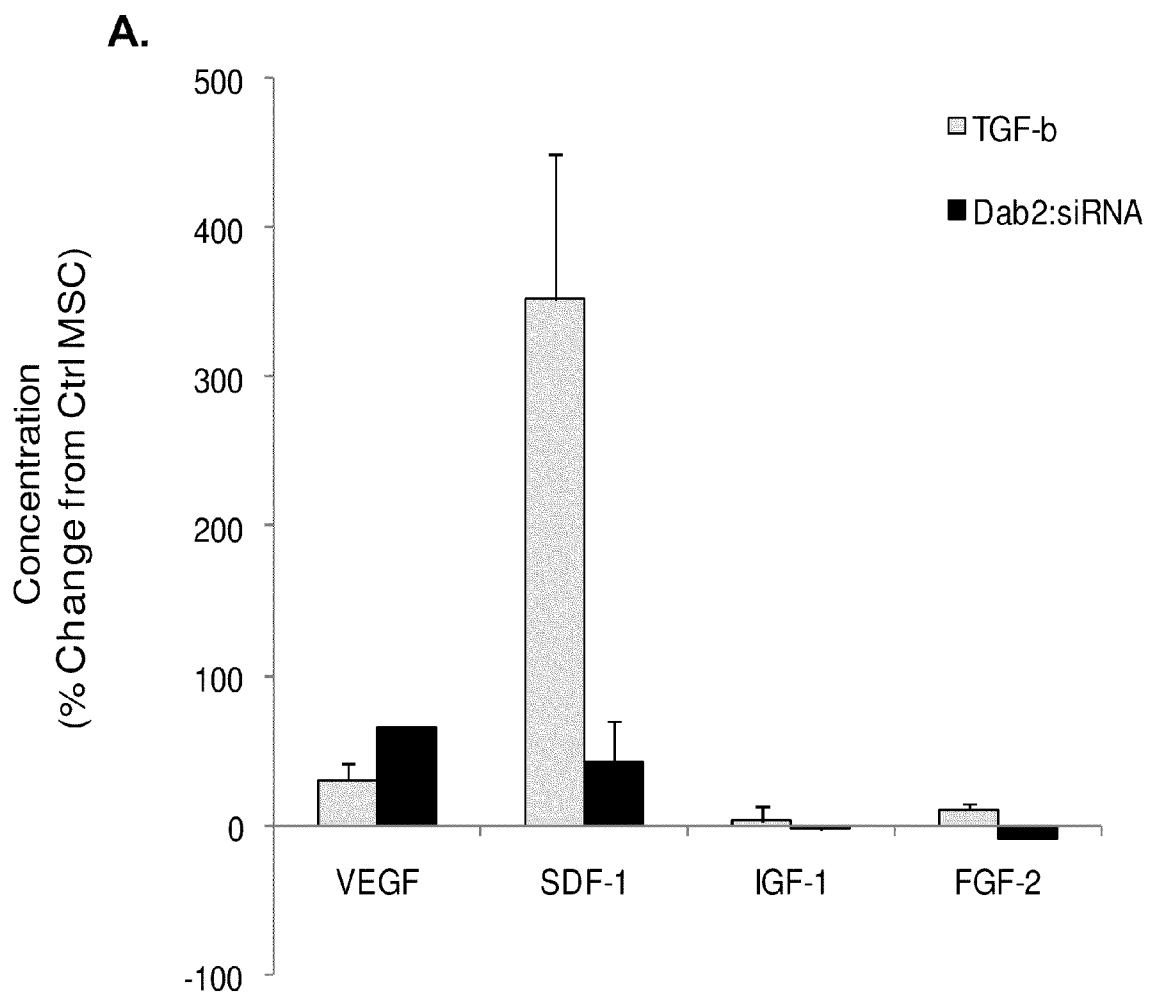 A.
500
400
300
200
100
0
-100
Concentration
(% Change from Ctrl MSC)
TGF-b
Dab2:siRNA
VEGF SDF-1 IGF-1 FGF-2